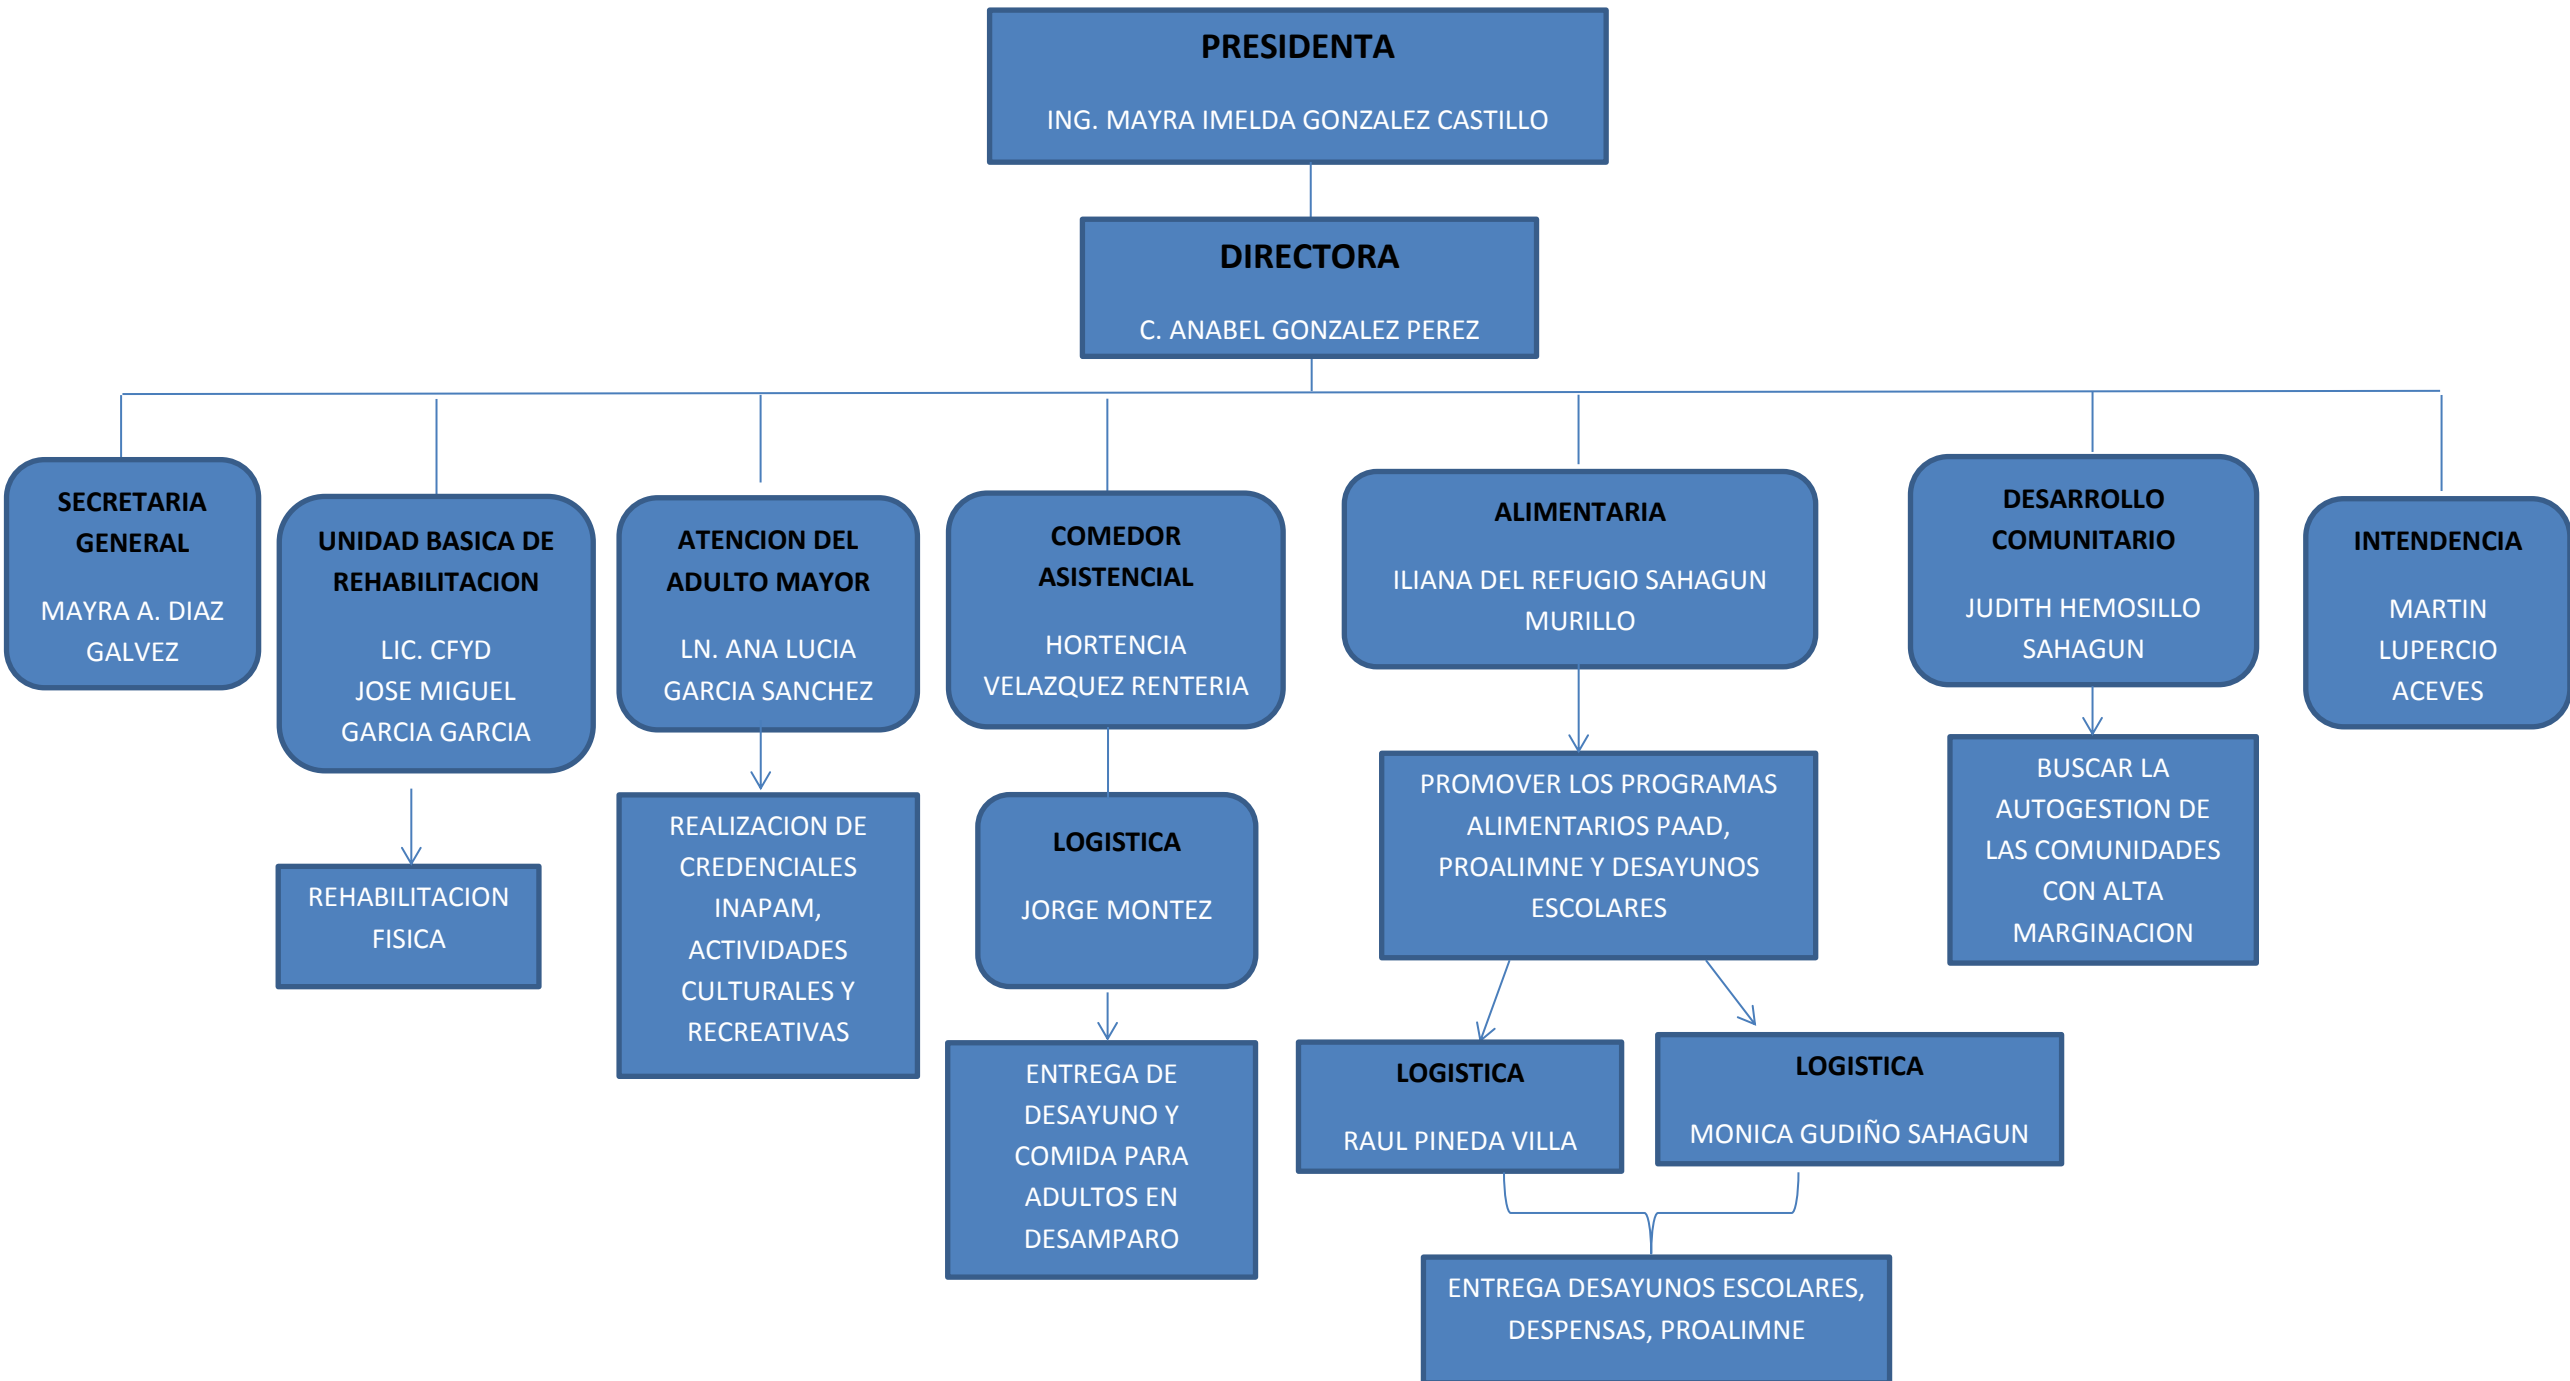 PRESIDENTA
ING. MAYRA IMELDA GONZALEZ CASTILLO
DIRECTORA
C. ANABEL GONZALEZ PEREZ
SECRETARIA
GENERAL
MAYRA A. DIAZ
GALVEZ
UNIDAD BASICA DE
REHABILITACION
LIC. CFYD
JOSE MIGUEL
GARCIA GARCIA
REHABILITACION
FISICA
ATENCION DEL
ADULTO MAYOR
LN. ANA LUCIA
GARCIA SANCHEZ
REALIZACION DE
CREDENCIALES
INAPAM,
ACTIVIDADES
CULTURALES Y
RECREATIVAS
COMEDOR
ASISTENCIAL
HORTENCIA
VELAZQUEZ RENTERIA
LOGISTICA
JORGE MONTEZ
ENTREGA DE
DESAYUNO Y
COMIDA PARA
ADULTOS EN
DESAMPARO
ALIMENTARIA
ILIANA DEL REFUGIO SAHAGUN
MURILLO
PROMOVER LOS PROGRAMAS
ALIMENTARIOS PAAD,
PROALIMNE Y DESAYUNOS
ESCOLARES
LOGISTICA
RAUL PINEDA VILLA
LOGISTICA
MONICA GUDIÑO SAHAGUN
ENTREGA DESAYUNOS ESCOLARES,
DESPENSAS, PROALIMNE
DESARROLLO
COMUNITARIO
JUDITH HEMOSILLO
SAHAGUN
BUSCAR LA
AUTOGESTION DE
LAS COMUNIDADES
CON ALTA
MARGINACION
INTENDENCIA
MARTIN
LUPERCIO
ACEVES